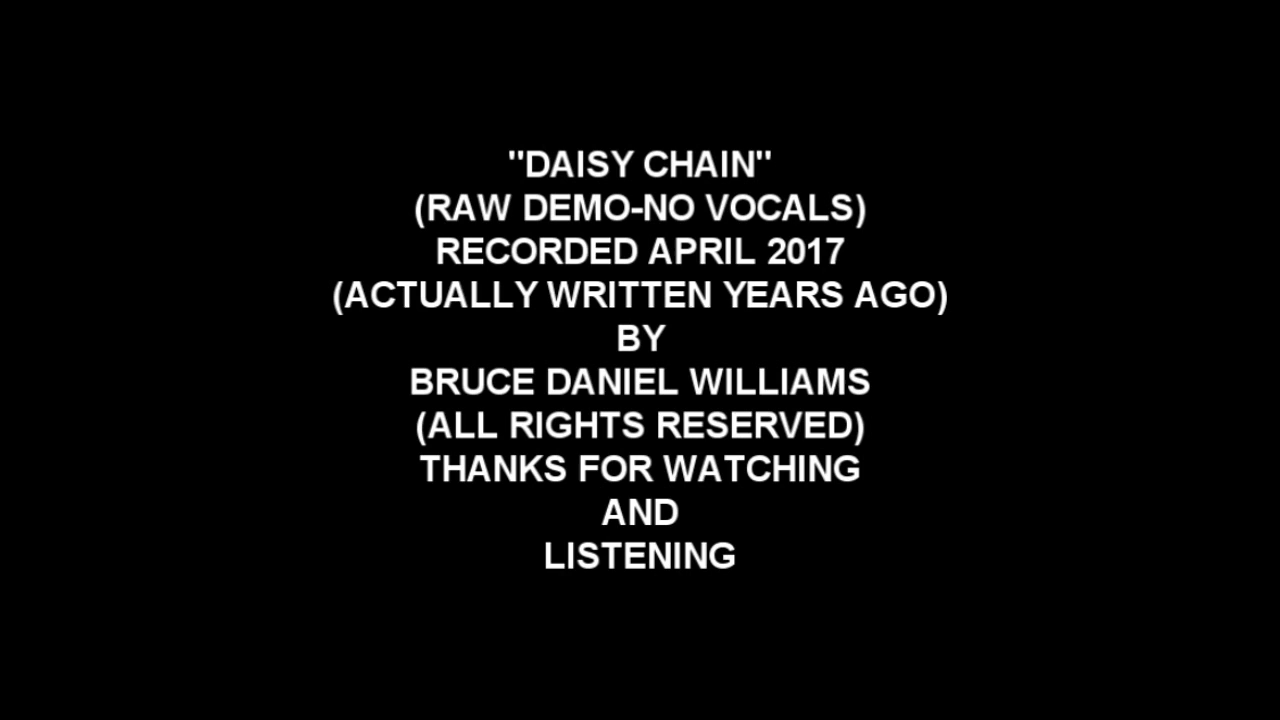 "DAISY CHAIN"
(RAW DEMO-NO VOCALS)
RECORDED APRIL 2017
(ACTUALLY WRITTEN YEARS AGO)
BY
BRUCE DANIEL WILLIAMS
(ALL RIGHTS RESERVED)
THANKS FOR WATCHING
AND
LISTENING